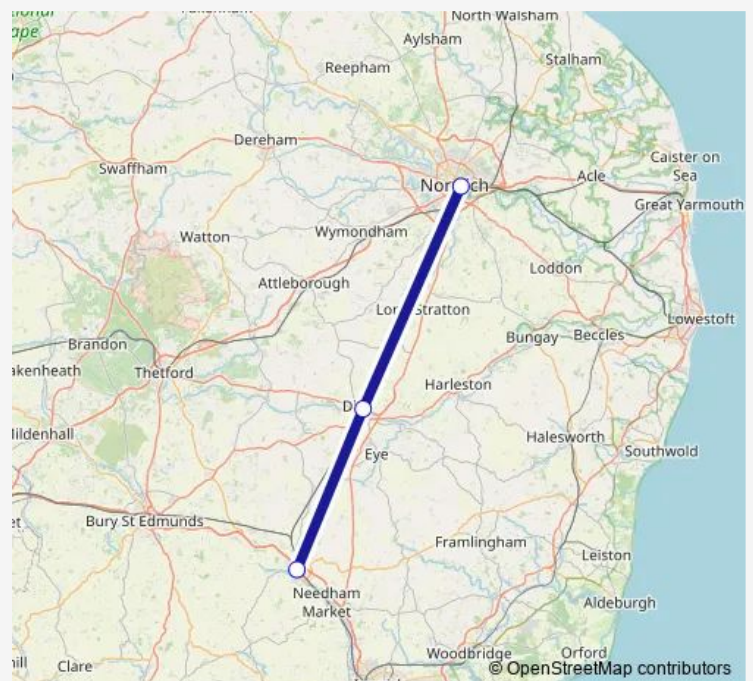 North Walsham
Aylsham
Stalham
Reepham
Dereham
Swaffham
Caister on
Sea
Acle
Great Yarmouth
Watton
Wymondham
Loddon
Attleborough
Lowestoft
Brandon
Bungay
Beccles
akenheath
Thetford
Harleston
ildenhall
Halesworth
Eye
Southwold
Bury St Edmunds
Framlingham
Leiston
Needham
Market
Aldeburgh
Woodbridge
Orford
Clare
© OpenStreetMap contributors